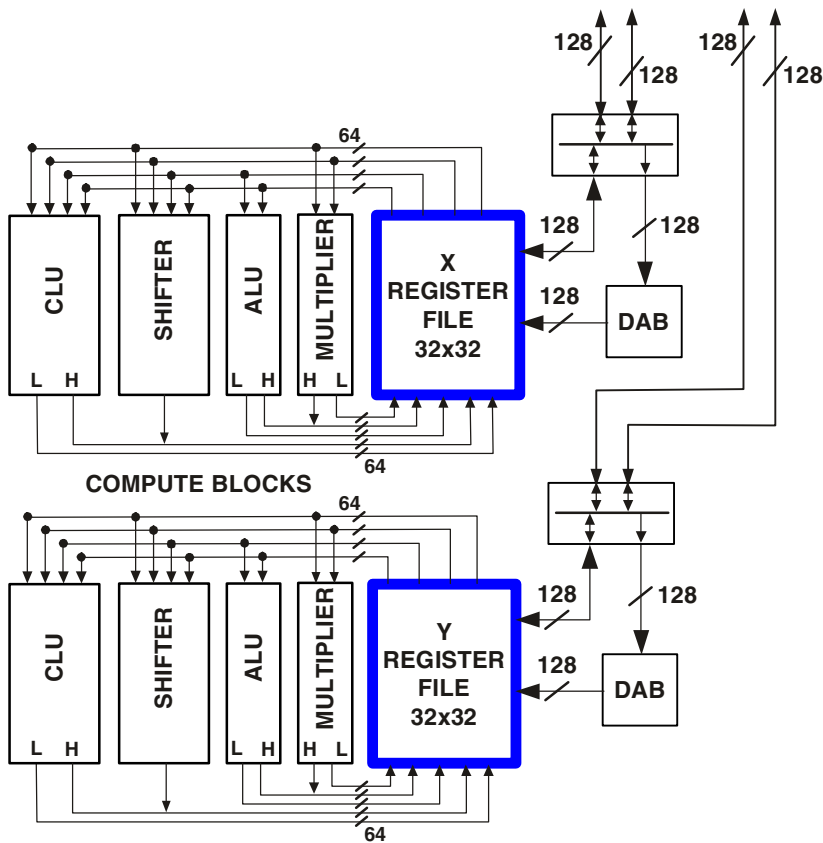 128
128
128
128
64
CLU
SHIFTER
ALU
MULTIPLIER
X
REGISTER
FILE
32x32
128
128
128
DAB
L H
L H
H L
64
COMPUTE BLOCKS
64
CLU
SHIFTER
ALU
MULTIPLIER
Y
REGISTER
FILE
32x32
128
128
128
DAB
L H
L H
H L
64